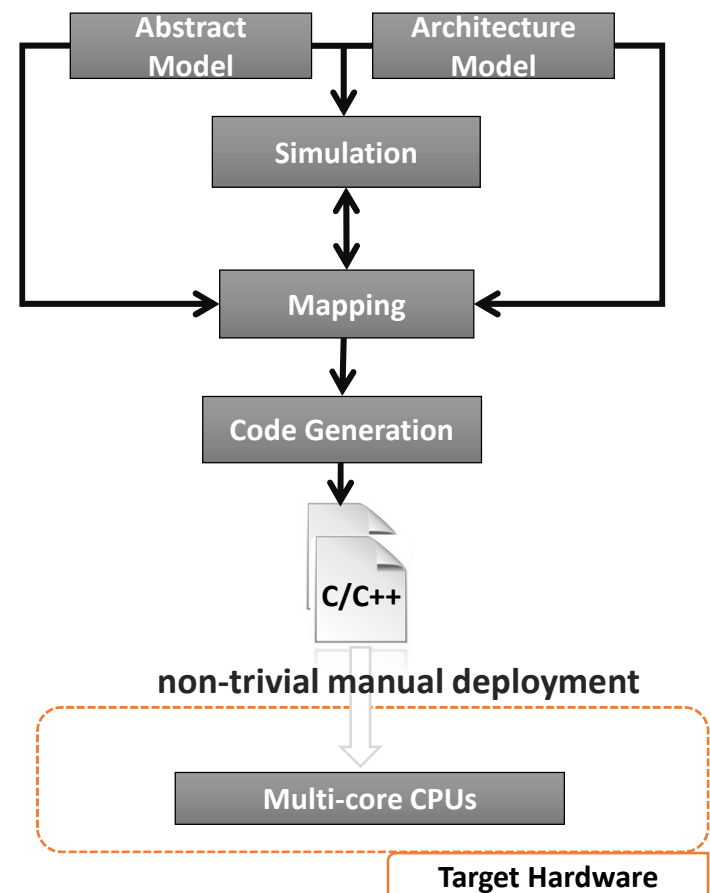 Abstract
Model
Architecture
Model
Simulation
Mapping
Code Generation
C/C++
non-trivial manual deployment
Multi-core CPUs
Target Hardware